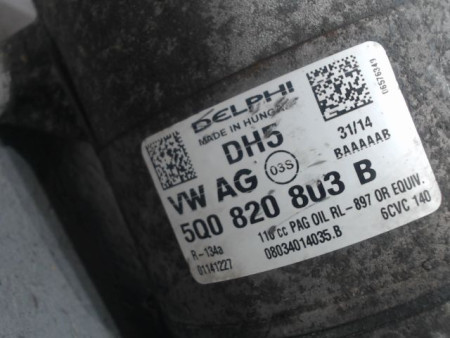 DELPHI
MADE IN HUNGARY
DH5
31/14
BAAAAAB
VW AG 03S
5Q0 820 803 B
R-134a
110 cc PAG OIL RL-897 OR EQUIV.
01141227
08034014035.B
6CVC 140